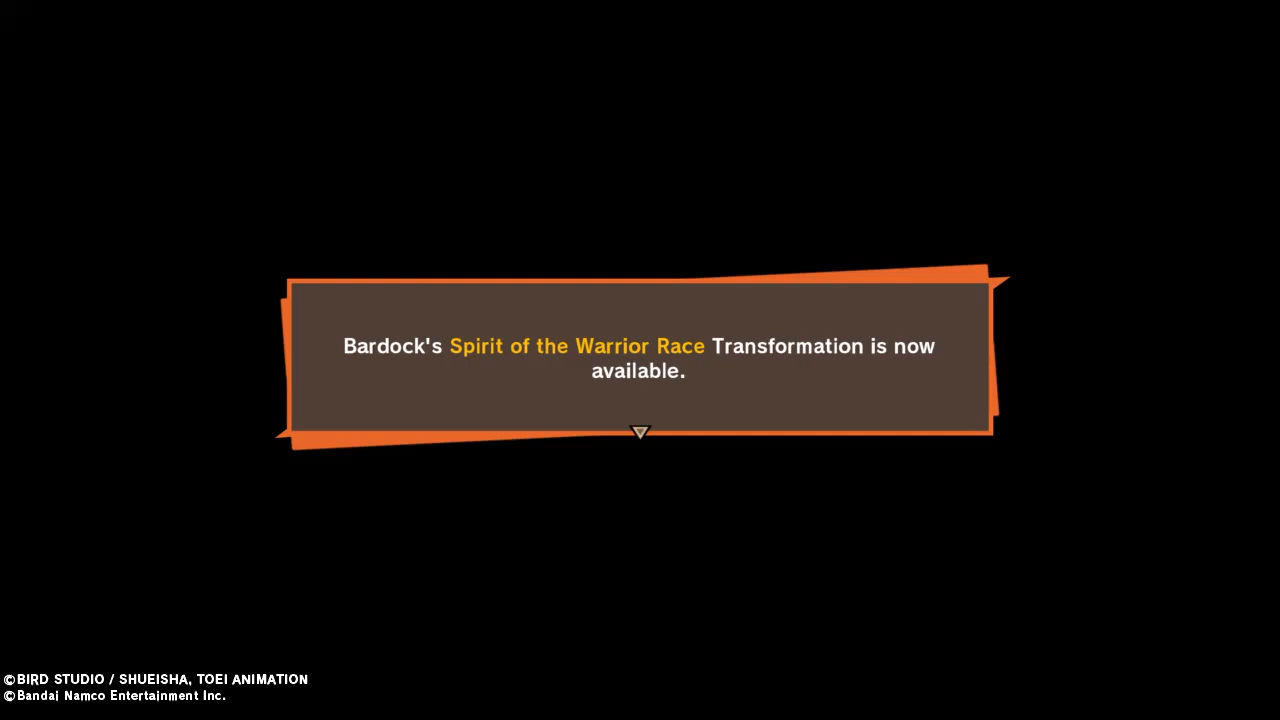 Bardock's Spirit of the Warrior Race Transformation is now
available.
©BIRD STUDIO / SHUEISHA, TOEI ANIMATION
©Bandai Namco Entertainment Inc.